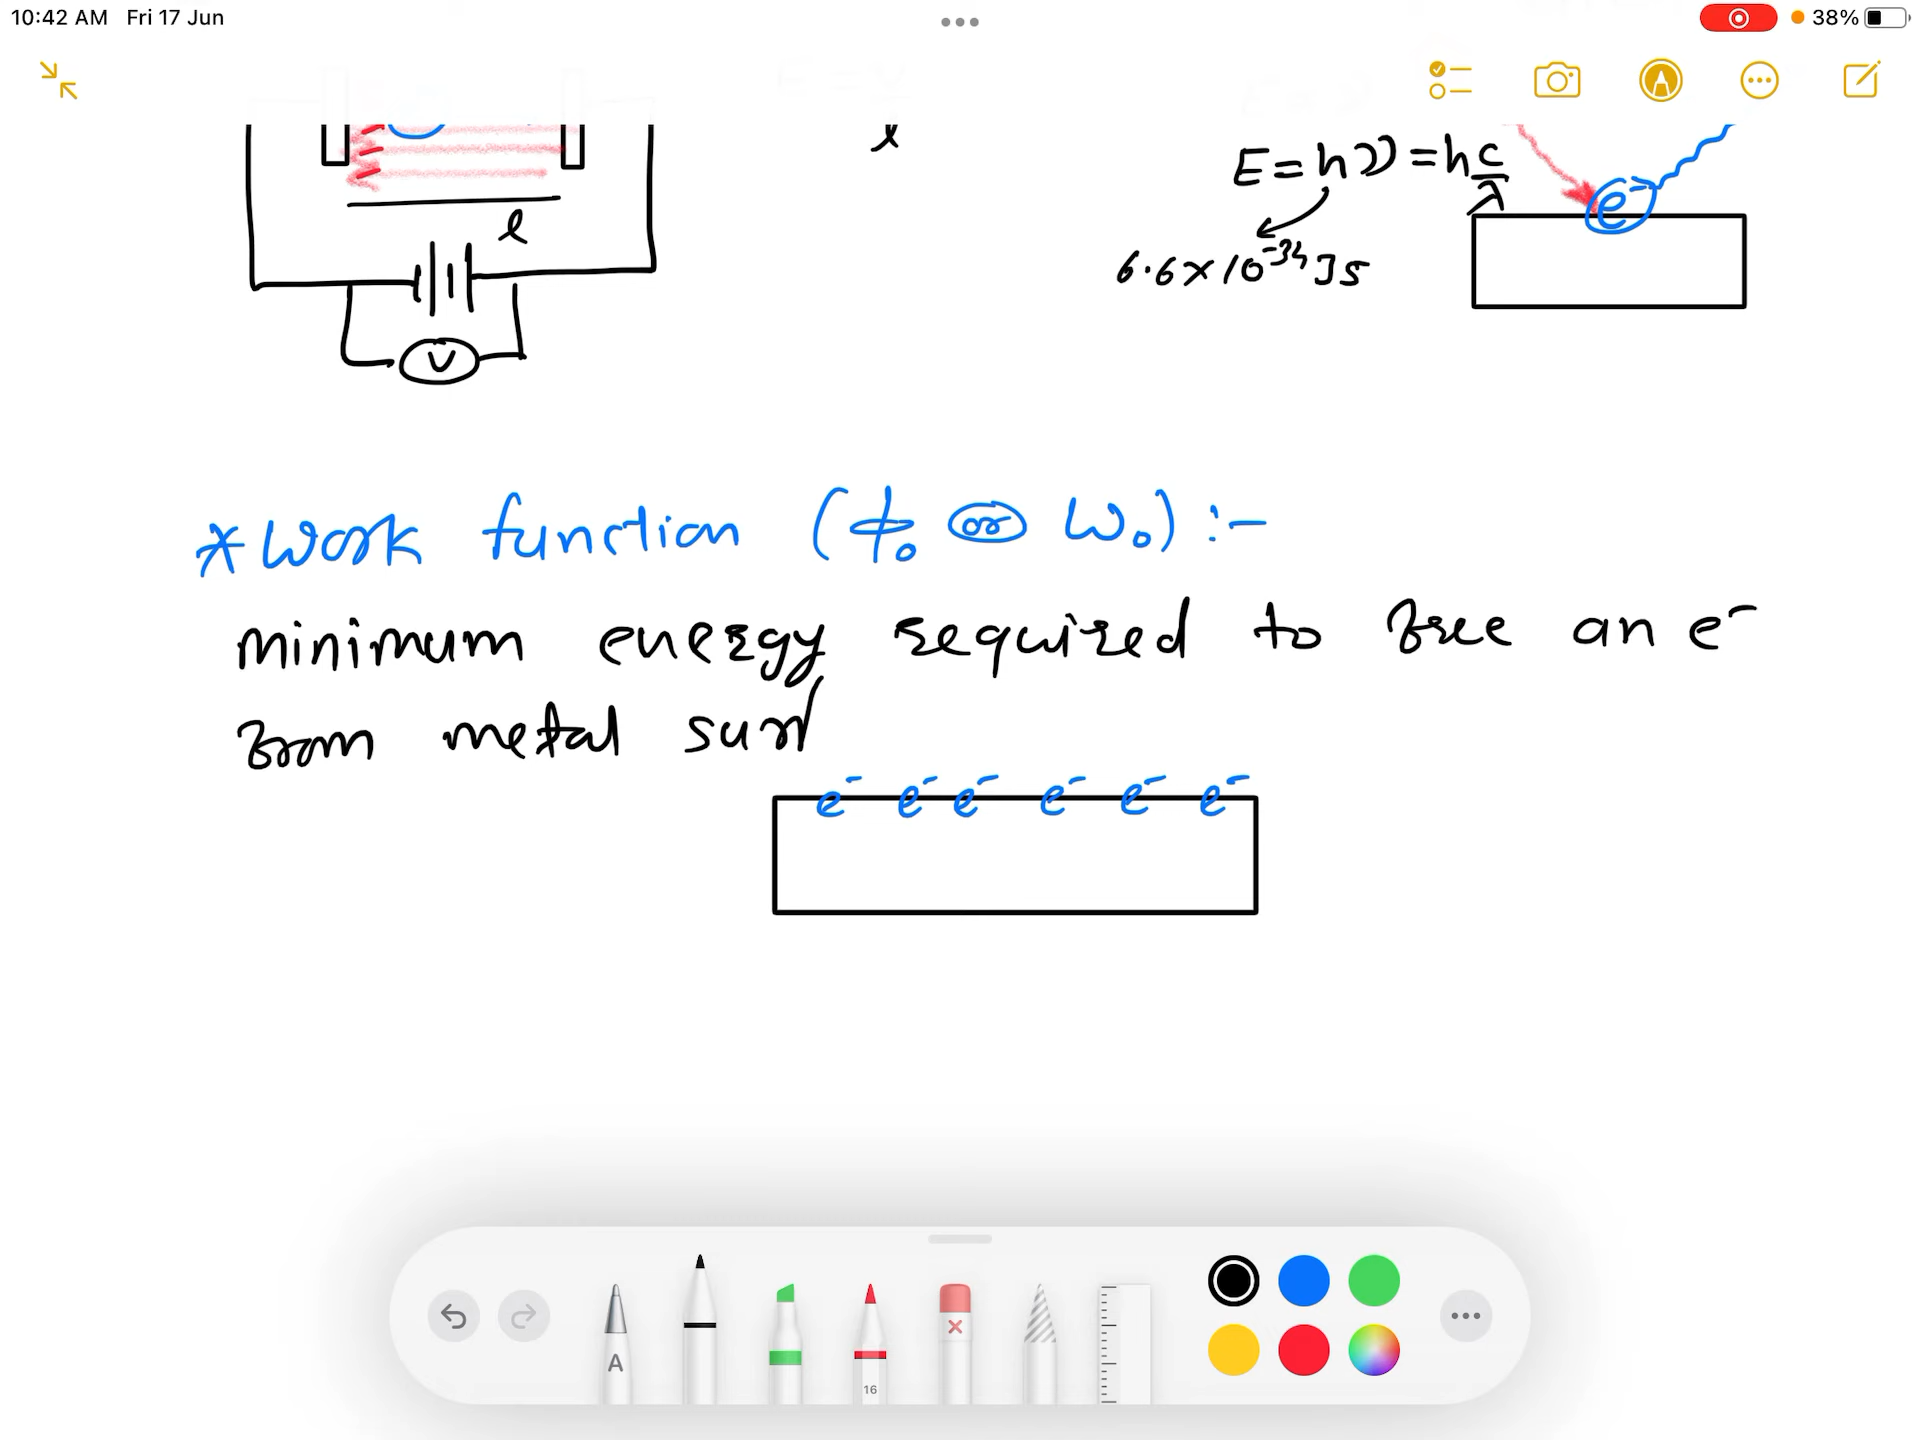 10:42 AM Fri 17 Jun
38%
l
E = hν = hc/λ
e⁻
l
6.6 × 10⁻³⁴ Js
V
* Work function (ϕ₀ or W₀) :-
minimum energy required to free an e⁻
from metal surf
e⁻ e⁻ e⁻ e⁻ e⁻ e⁻
A
16